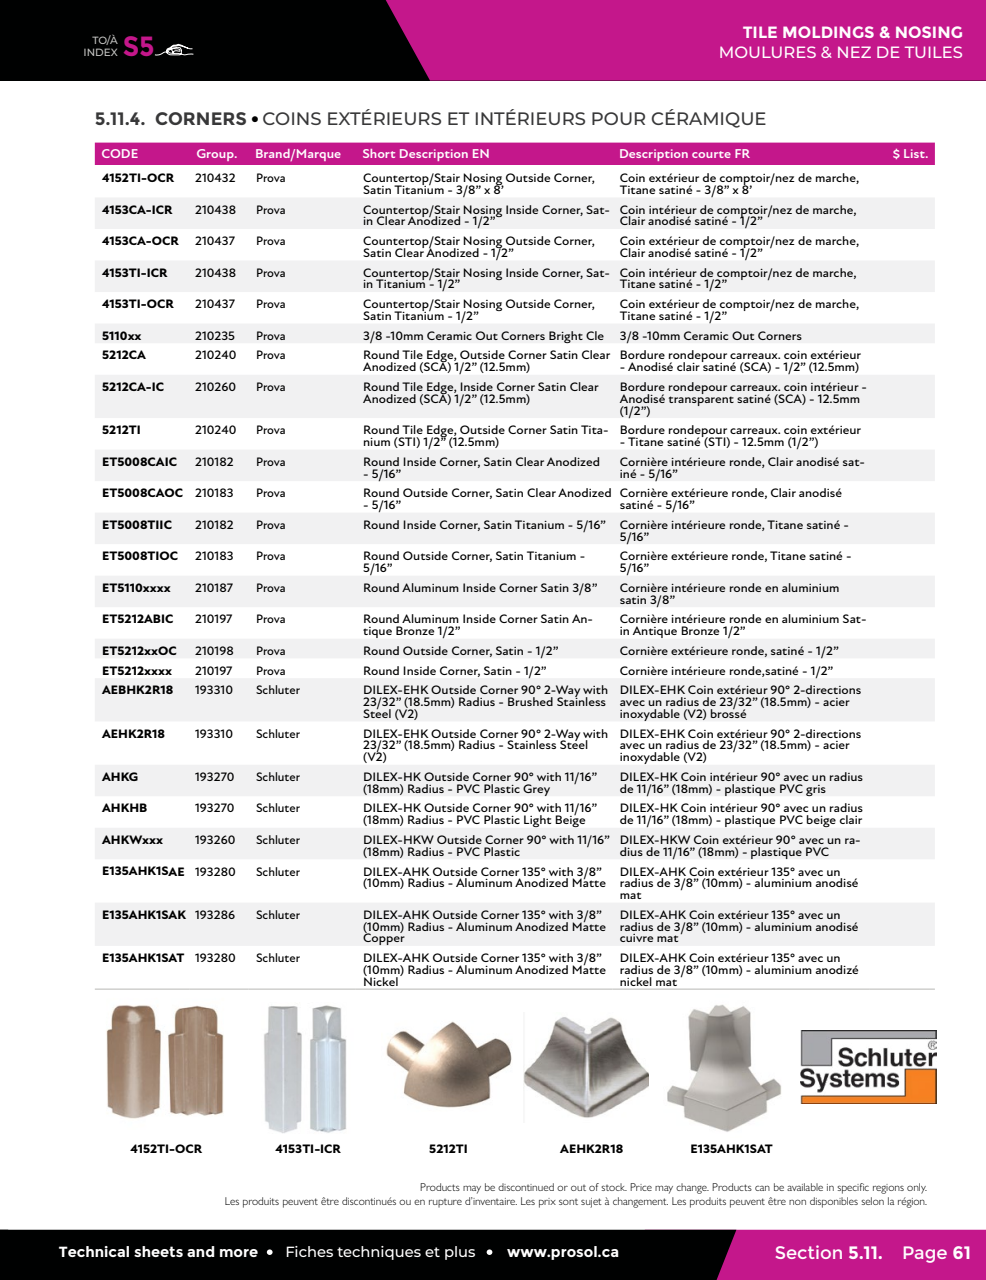 TO/À
INDEX S5
TILE MOLDINGS & NOSING
MOULURES & NEZ DE TUILES
5.11.4. CORNERS • COINS EXTÉRIEURS ET INTÉRIEURS POUR CÉRAMIQUE
CODE Group. Brand/Marque Short Description EN Description courte FR $ List.
4152TI-OCR 210432 Prova Countertop/Stair Nosing Outside Corner, Coin extérieur de comptoir/nez de marche,
Satin Titanium - 3/8” x 8’ Titane satiné - 3/8” x 8’
4153CA-ICR 210438 Prova Countertop/Stair Nosing Inside Corner, Sat- Coin intérieur de comptoir/nez de marche,
in Clear Anodized - 1/2” Clair anodisé satiné - 1/2”
4153CA-OCR 210437 Prova Countertop/Stair Nosing Outside Corner, Coin extérieur de comptoir/nez de marche,
Satin Clear Anodized - 1/2” Clair anodisé satiné - 1/2”
4153TI-ICR 210438 Prova Countertop/Stair Nosing Inside Corner, Sat- Coin intérieur de comptoir/nez de marche,
in Titanium - 1/2” Titane satiné - 1/2”
4153TI-OCR 210437 Prova Countertop/Stair Nosing Outside Corner, Coin extérieur de comptoir/nez de marche,
Satin Titanium - 1/2” Titane satiné - 1/2”
5110xx 210235 Prova 3/8 -10mm Ceramic Out Corners Bright Cle 3/8 -10mm Ceramic Out Corners
5212CA 210240 Prova Round Tile Edge, Outside Corner Satin Clear Bordure rondepour carreaux. coin extérieur
Anodized (SCA) 1/2” (12.5mm) - Anodisé clair satiné (SCA) - 1/2” (12.5mm)
5212CA-IC 210260 Prova Round Tile Edge, Inside Corner Satin Clear Bordure rondepour carreaux. coin intérieur -
Anodized (SCA) 1/2” (12.5mm) Anodisé transparent satiné (SCA) - 12.5mm
(1/2”)
5212TI 210240 Prova Round Tile Edge, Outside Corner Satin Tita- Bordure rondepour carreaux. coin extérieur
nium (STI) 1/2” (12.5mm) - Titane satiné (STI) - 12.5mm (1/2”)
ET5008CAIC 210182 Prova Round Inside Corner, Satin Clear Anodized Cornière intérieure ronde, Clair anodisé sat-
- 5/16” iné - 5/16”
ET5008CAOC 210183 Prova Round Outside Corner, Satin Clear Anodized Cornière extérieure ronde, Clair anodisé
- 5/16” satiné - 5/16”
ET5008TIIC 210182 Prova Round Inside Corner, Satin Titanium - 5/16” Cornière intérieure ronde, Titane satiné -
5/16”
ET5008TIOC 210183 Prova Round Outside Corner, Satin Titanium - Cornière extérieure ronde, Titane satiné -
5/16” 5/16”
ET5110xxxx 210187 Prova Round Aluminum Inside Corner Satin 3/8” Cornière intérieure ronde en aluminium
satin 3/8”
ET5212ABIC 210197 Prova Round Aluminum Inside Corner Satin An- Cornière intérieure ronde en aluminium Sat-
tique Bronze 1/2” in Antique Bronze 1/2”
ET5212xxOC 210198 Prova Round Outside Corner, Satin - 1/2” Cornière extérieure ronde, satiné - 1/2”
ET5212xxxx 210197 Prova Round Inside Corner, Satin - 1/2” Cornière intérieure ronde,satiné - 1/2”
AEBHK2R18 193310 Schluter DILEX-EHK Outside Corner 90° 2-Way with DILEX-EHK Coin extérieur 90° 2-directions
23/32” (18.5mm) Radius - Brushed Stainless avec un radius de 23/32” (18.5mm) - acier
Steel (V2) inoxydable (V2) brossé
AEHK2R18 193310 Schluter DILEX-EHK Outside Corner 90° 2-Way with DILEX-EHK Coin extérieur 90° 2-directions
23/32” (18.5mm) Radius - Stainless Steel avec un radius de 23/32” (18.5mm) - acier
(V2) inoxydable (V2)
AHKG 193270 Schluter DILEX-HK Outside Corner 90° with 11/16” DILEX-HK Coin intérieur 90° avec un radius
(18mm) Radius - PVC Plastic Grey de 11/16” (18mm) - plastique PVC gris
AHKHB 193270 Schluter DILEX-HK Outside Corner 90° with 11/16” DILEX-HK Coin intérieur 90° avec un radius
(18mm) Radius - PVC Plastic Light Beige de 11/16” (18mm) - plastique PVC beige clair
AHKWxxx 193260 Schluter DILEX-HKW Outside Corner 90° with 11/16” DILEX-HKW Coin extérieur 90° avec un ra-
(18mm) Radius - PVC Plastic dius de 11/16” (18mm) - plastique PVC
E135AHK1SAE 193280 Schluter DILEX-AHK Outside Corner 135° with 3/8” DILEX-AHK Coin extérieur 135° avec un
(10mm) Radius - Aluminum Anodized Matte radius de 3/8” (10mm) - aluminium anodisé
mat
E135AHK1SAK 193286 Schluter DILEX-AHK Outside Corner 135° with 3/8” DILEX-AHK Coin extérieur 135° avec un
(10mm) Radius - Aluminum Anodized Matte radius de 3/8” (10mm) - aluminium anodisé
Copper cuivre mat
E135AHK1SAT 193280 Schluter DILEX-AHK Outside Corner 135° with 3/8” DILEX-AHK Coin extérieur 135° avec un
(10mm) Radius - Aluminum Anodized Matte radius de 3/8” (10mm) - aluminium anodizé
Nickel nickel mat
Schluter®
Systems
4152TI-OCR 4153TI-ICR 5212TI AEHK2R18 E135AHK1SAT
Products may be discontinued or out of stock. Price may change. Products can be available in specific regions only.
Les produits peuvent être discontinués ou en rupture d’inventaire. Les prix sont sujet à changement. Les produits peuvent être non disponibles selon la région.
Technical sheets and more • Fiches techniques et plus • www.prosol.ca
Section 5.11. Page 61